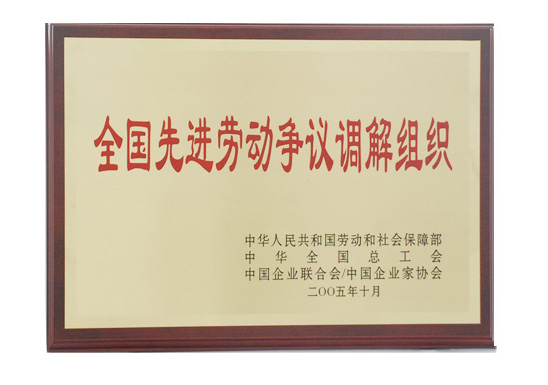 全国先进劳动争议调解组织
中华人民共和国劳动和社会保障部
中华全国总工会
中国企业联合会/中国企业家协会
二〇〇五年十月